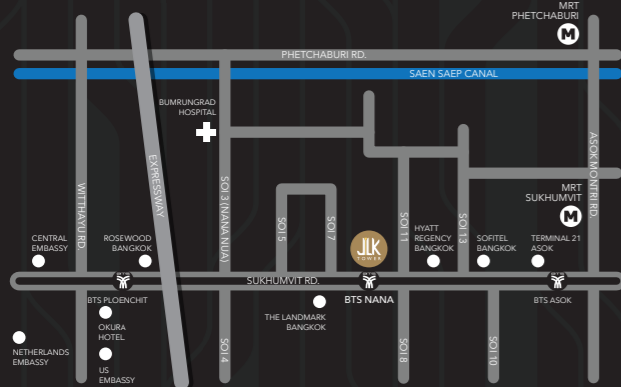 MRT
PHETCHABURI
M
PHETCHABURI RD.
SAEN SAEP CANAL
BUMRUNGRAD
HOSPITAL
WITTHAYU RD.
EXPRESSWAY
SOI 3 (NANA NUA)
SOI 5
SOI 7
SOI 11
SOI 13
ASOK MONTRI RD.
MRT
SUKHUMVIT
M
CENTRAL
EMBASSY
ROSEWOOD
BANGKOK
JLK
TOWER
HYATT
REGENCY
BANGKOK
SOFITEL
BANGKOK
TERMINAL 21
ASOK
SUKHUMVIT RD.
BTS PLOENCHIT
BTS NANA
BTS ASOK
OKURA
HOTEL
THE LANDMARK
BANGKOK
NETHERLANDS
EMBASSY
US
EMBASSY
SOI 4
SOI 8
SOI 10